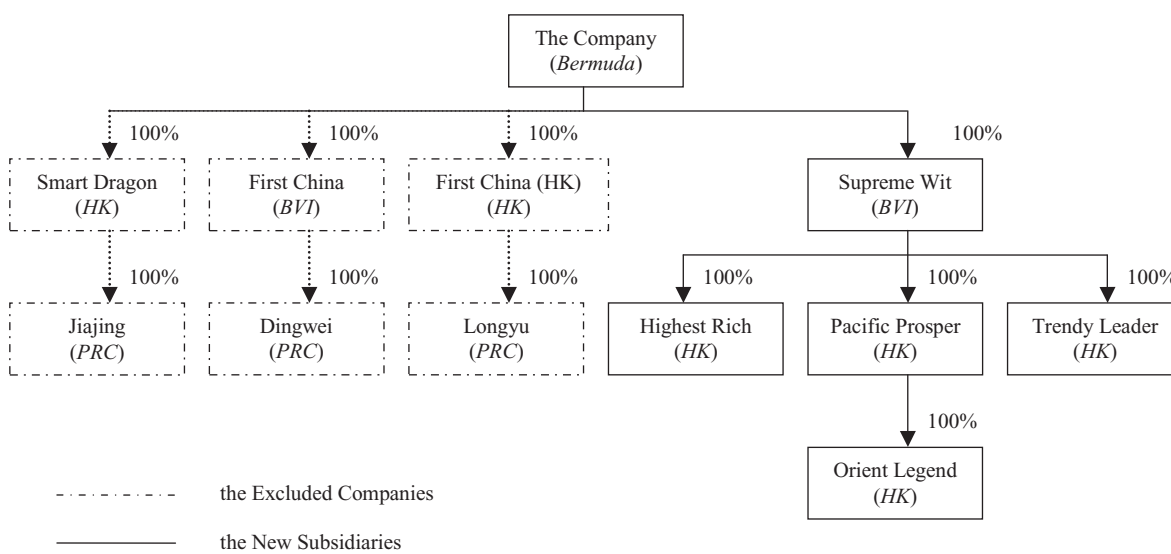 The Company
(Bermuda)
100%
100%
100%
100%
Smart Dragon
(HK)
First China
(BVI)
First China (HK)
(HK)
Supreme Wit
(BVI)
100%
100%
100%
100%
100%
100%
Jiajing
(PRC)
Dingwei
(PRC)
Longyu
(PRC)
Highest Rich
(HK)
Pacific Prosper
(HK)
Trendy Leader
(HK)
100%
Orient Legend
(HK)
the Excluded Companies
the New Subsidiaries